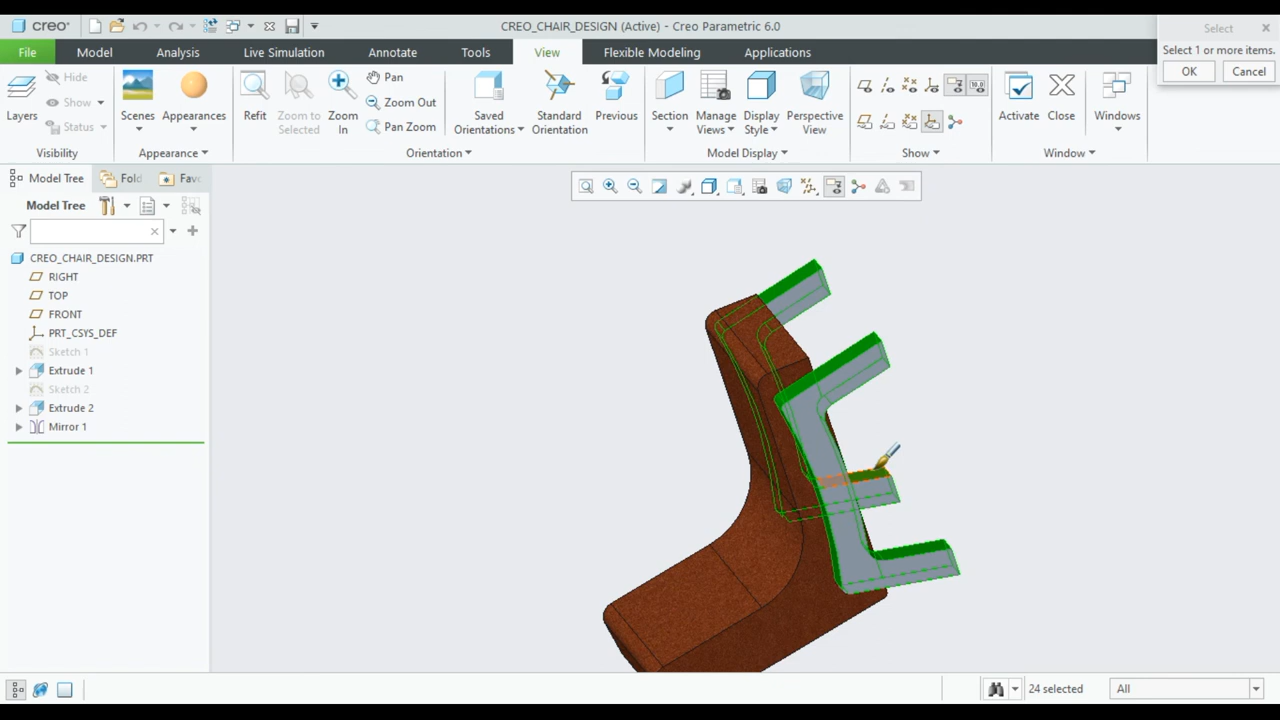 creo
CREO_CHAIR_DESIGN (Active) - Creo Parametric 6.0
Select
Select 1 or more items.
OK
Cancel
File
Model
Analysis
Live Simulation
Annotate
Tools
View
Flexible Modeling
Applications
Layers
Hide
Show
Status
Visibility
Scenes
Appearances
Appearance
Refit
Zoom to Selected
Zoom In
Pan
Zoom Out
Pan Zoom
Saved Orientations
Standard Orientation
Previous
Orientation
Section
Manage Views
Display Style
Perspective View
Model Display
Show
Activate
Close
Windows
Window
Model Tree
Fold
Favo
Model Tree
CREO_CHAIR_DESIGN.PRT
RIGHT
TOP
FRONT
PRT_CSYS_DEF
Sketch 1
Extrude 1
Sketch 2
Extrude 2
Mirror 1
24 selected
All